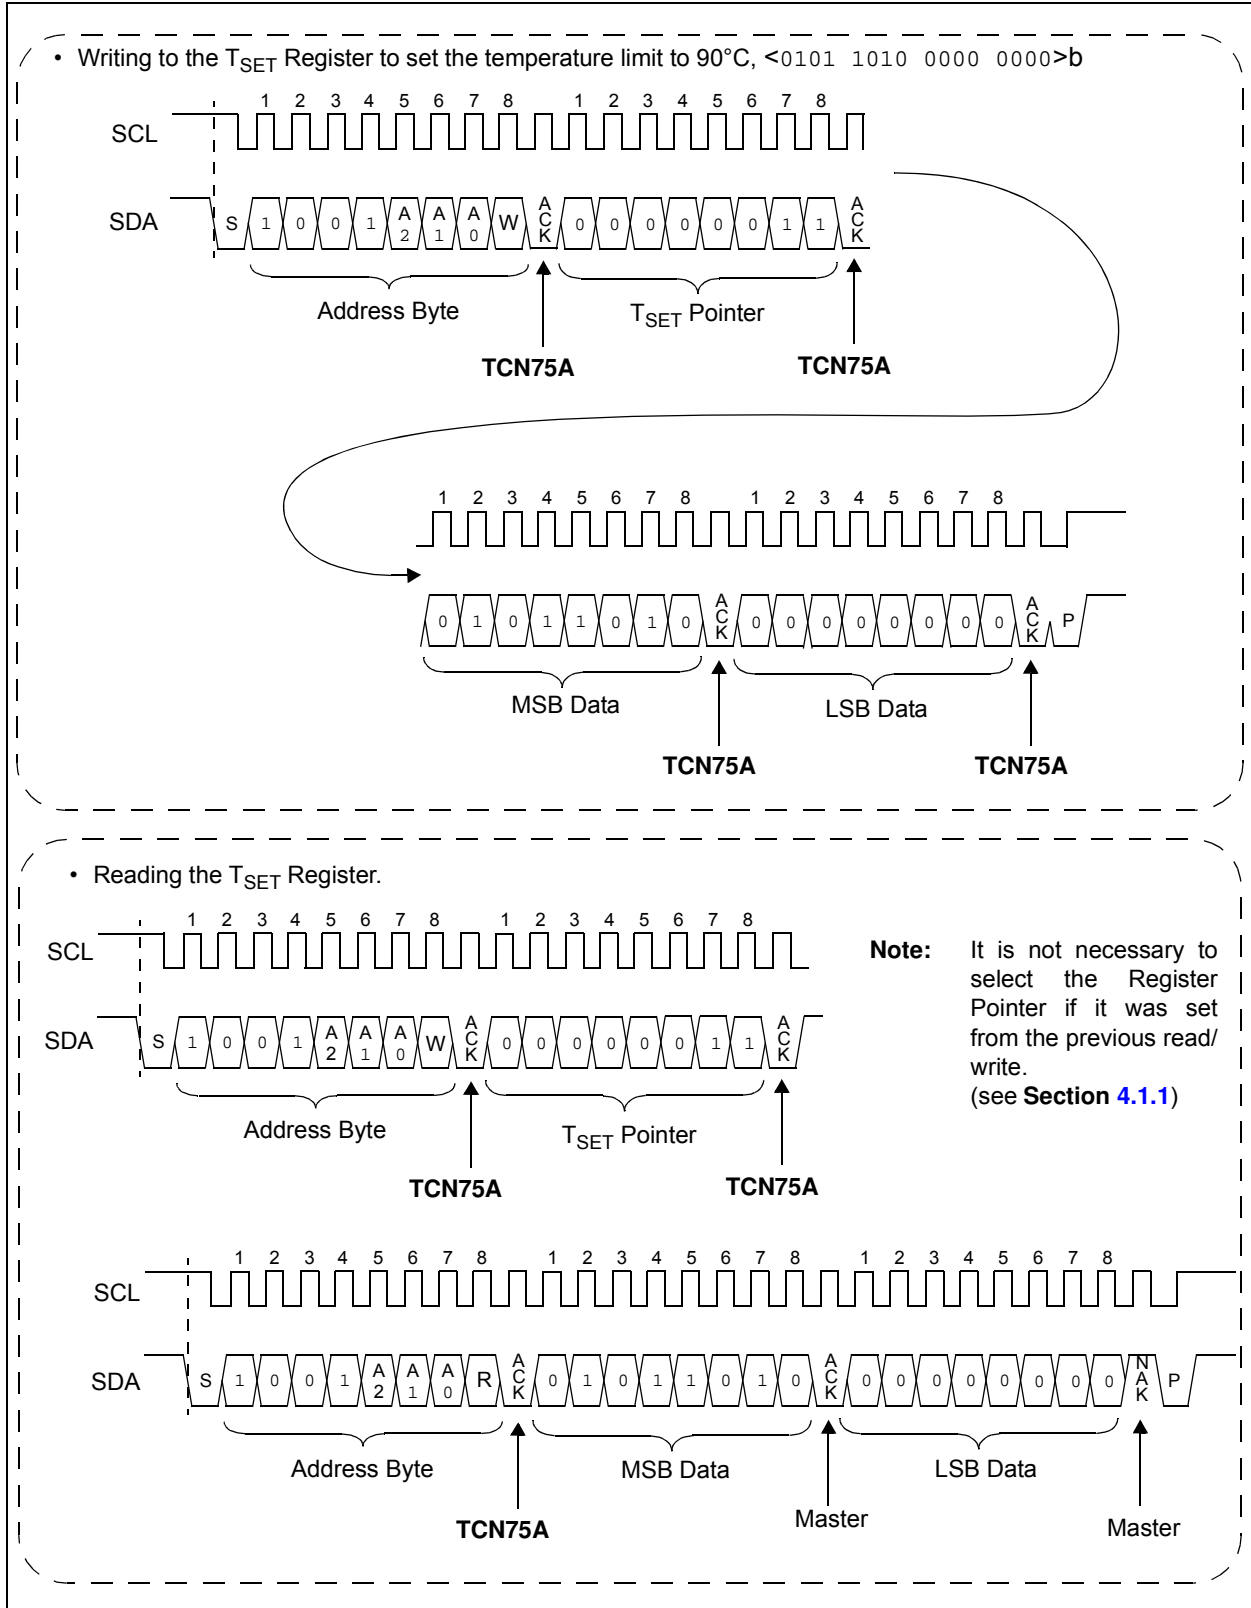 • Writing to the TSET Register to set the temperature limit to 90°C, <0101 1010 0000 0000>b
1 2 3 4 5 6 7 8 1 2 3 4 5 6 7 8
SCL
SDA S 1 0 0 1 A2 A1 A0 W ACK 0 0 0 0 0 0 1 1 ACK
Address Byte TSET Pointer
TCN75A TCN75A
1 2 3 4 5 6 7 8 1 2 3 4 5 6 7 8
0 1 0 1 1 0 1 0 ACK 0 0 0 0 0 0 0 0 ACK P
MSB Data LSB Data
TCN75A TCN75A
• Reading the TSET Register.
1 2 3 4 5 6 7 8 1 2 3 4 5 6 7 8
SCL
SDA S 1 0 0 1 A2 A1 A0 W ACK 0 0 0 0 0 0 1 1 ACK
Address Byte TSET Pointer
TCN75A TCN75A
Note: It is not necessary to
select the Register
Pointer if it was set
from the previous read/
write.
(see Section 4.1.1)
1 2 3 4 5 6 7 8 1 2 3 4 5 6 7 8 1 2 3 4 5 6 7 8
SCL
SDA S 1 0 0 1 A2 A1 A0 R ACK 0 1 0 1 1 0 1 0 ACK 0 0 0 0 0 0 0 0 NAK P
Address Byte MSB Data LSB Data
TCN75A Master Master